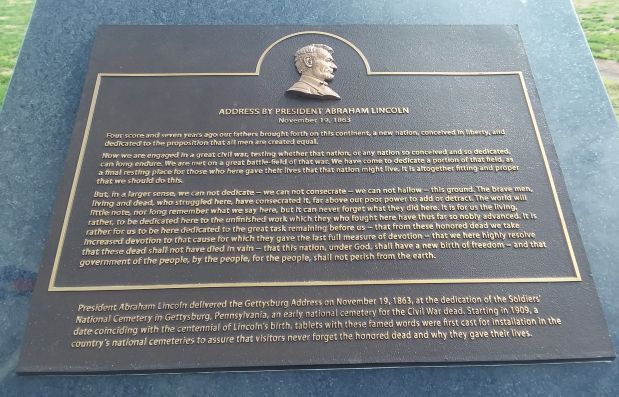 ADDRESS BY PRESIDENT ABRAHAM LINCOLN
November 19, 1863
Four score and seven years ago our fathers brought forth on this continent, a new nation, conceived in liberty, and
dedicated to the proposition that all men are created equal.
Now we are engaged in a great civil war, testing whether that nation, or any nation so conceived and so dedicated,
can long endure. We are met on a great battle-field of that war. We have come to dedicate a portion of that field, as
a final resting place for those who here gave their lives that that nation might live. It is altogether fitting and proper
that we should do this.
But, in a larger sense, we can not dedicate — we can not consecrate — we can not hallow — this ground. The brave men,
living and dead, who struggled here, have consecrated it, far above our poor power to add or detract. The world will
little note, nor long remember what we say here, but it can never forget what they did here. It is for us the living,
rather, to be dedicated here to the unfinished work which they who fought here have thus far so nobly advanced. It is
rather for us to be here dedicated to the great task remaining before us — that from these honored dead we take
increased devotion to that cause for which they gave the last full measure of devotion — that we here highly resolve
that these dead shall not have died in vain — that this nation, under God, shall have a new birth of freedom — and that
government of the people, by the people, for the people, shall not perish from the earth.
President Abraham Lincoln delivered the Gettysburg Address on November 19, 1863, at the dedication of the Soldiers'
National Cemetery in Gettysburg, Pennsylvania, an early national cemetery for the Civil War dead. Starting in 1909, a
date coinciding with the centennial of Lincoln's birth, tablets with these famed words were first cast for installation in the
country's national cemeteries to assure that visitors never forget the honored dead and why they gave their lives.